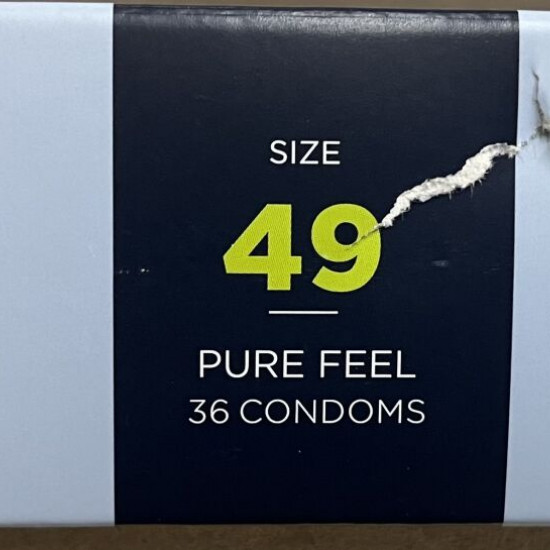 SIZE
49
PURE FEEL
36 CONDOMS